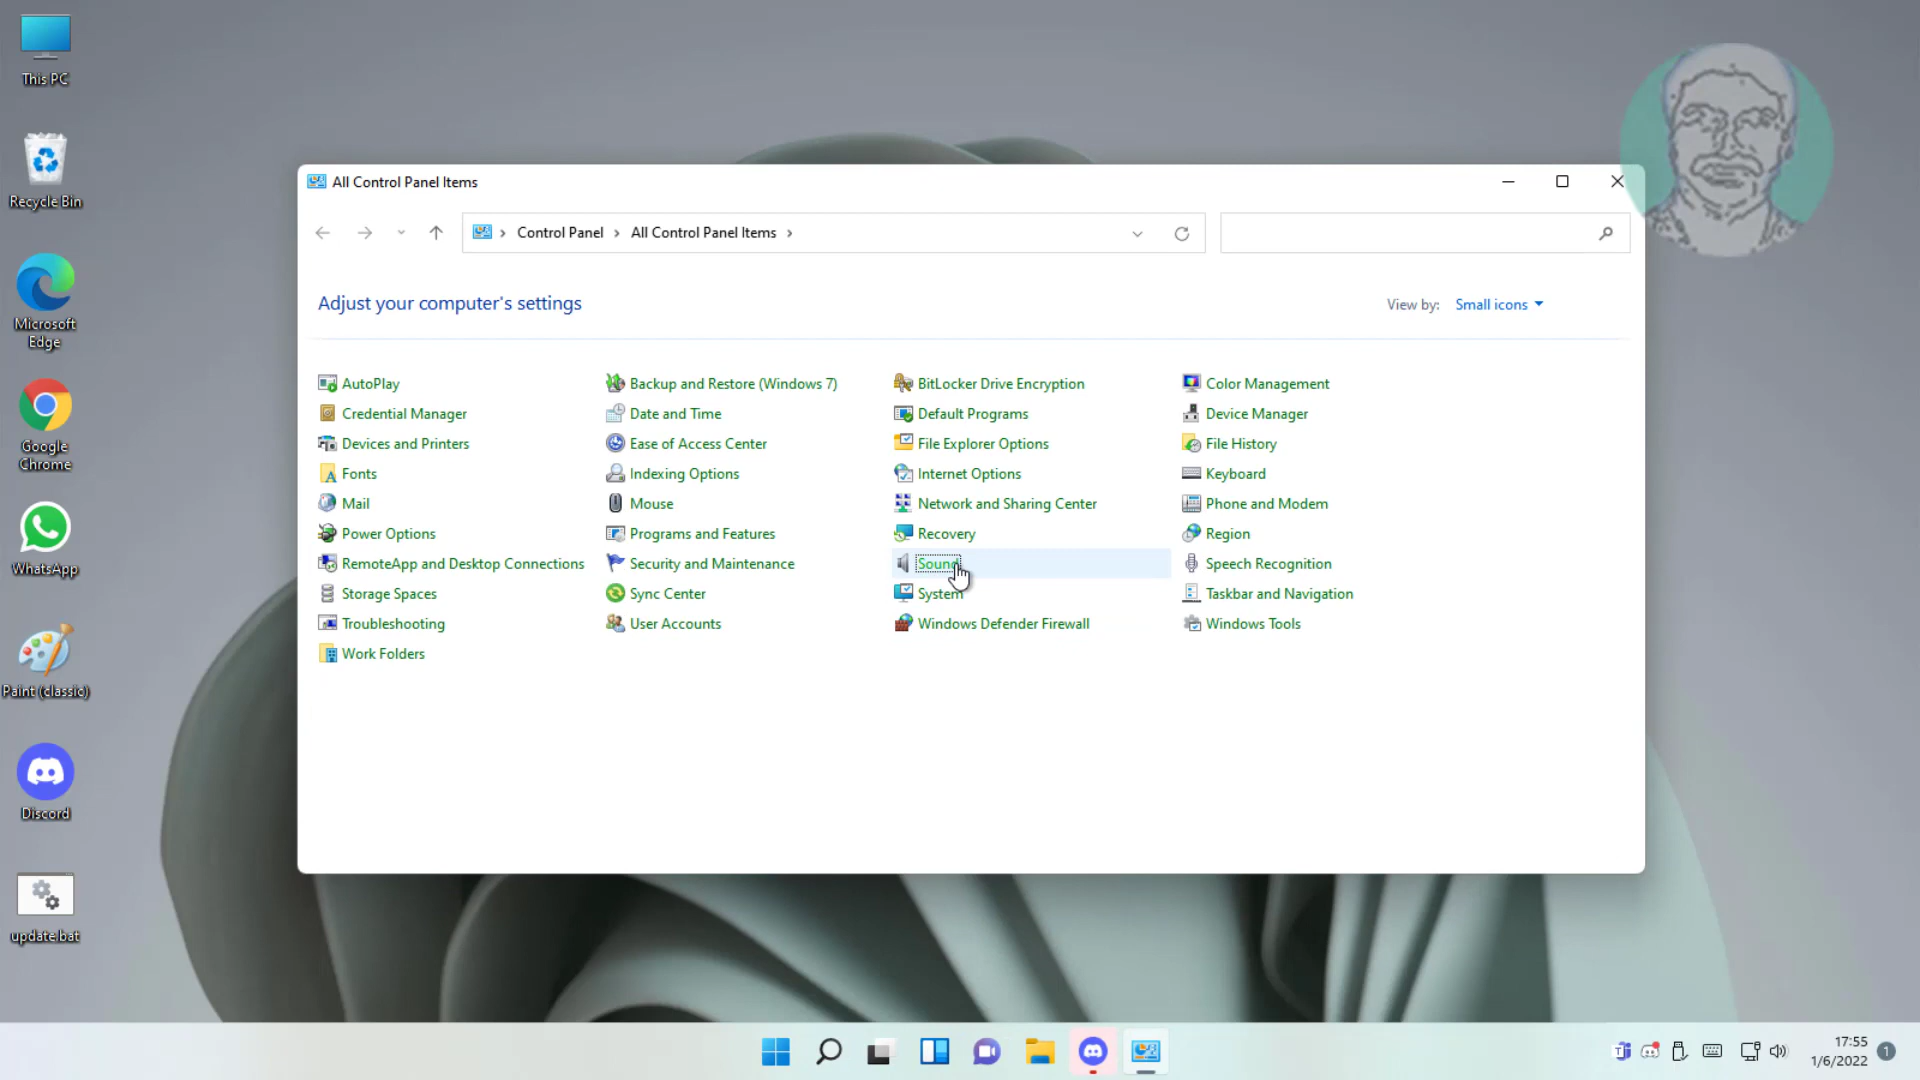 This PC
Recycle Bin
Microsoft
Edge
Google
Chrome
WhatsApp
Paint (classic)
Discord
update.bat
All Control Panel Items
Control Panel
All Control Panel Items
Adjust your computer's settings
View by: Small icons
AutoPlay
Backup and Restore (Windows 7)
BitLocker Drive Encryption
Color Management
Credential Manager
Date and Time
Default Programs
Device Manager
Devices and Printers
Ease of Access Center
File Explorer Options
File History
Fonts
Indexing Options
Internet Options
Keyboard
Mail
Mouse
Network and Sharing Center
Phone and Modem
Power Options
Programs and Features
Recovery
Region
RemoteApp and Desktop Connections
Security and Maintenance
Sound
Speech Recognition
Storage Spaces
Sync Center
System
Taskbar and Navigation
Troubleshooting
User Accounts
Windows Defender Firewall
Windows Tools
Work Folders
17:55
1/6/2022
1